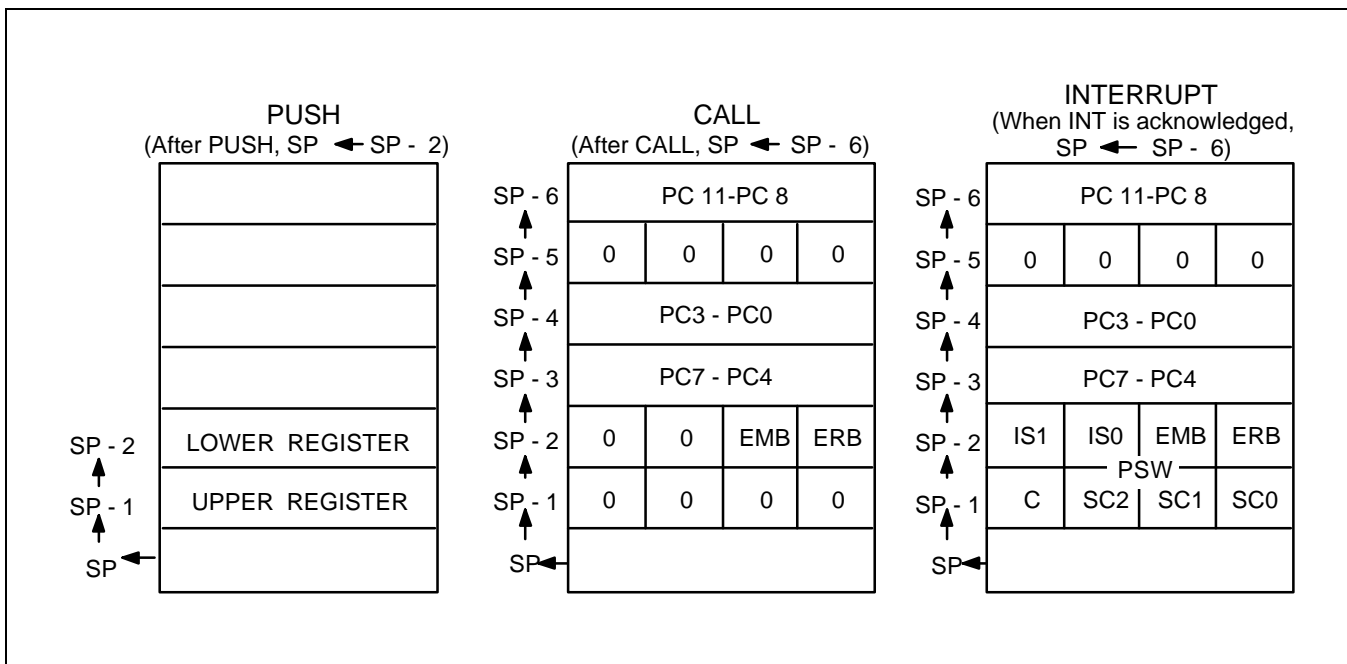 PUSH
(After PUSH, SP ← SP - 2)
SP - 2
LOWER REGISTER
SP - 1
UPPER REGISTER
SP
CALL
(After CALL, SP ← SP - 6)
SP - 6
PC 11-PC 8
SP - 5
0 0 0 0
SP - 4
PC3 - PC0
SP - 3
PC7 - PC4
SP - 2
0 0 EMB ERB
SP - 1
0 0 0 0
SP
INTERRUPT
(When INT is acknowledged,
SP ← SP - 6)
SP - 6
PC 11-PC 8
SP - 5
0 0 0 0
SP - 4
PC3 - PC0
SP - 3
PC7 - PC4
SP - 2
IS1 IS0 EMB ERB
PSW
SP - 1
C SC2 SC1 SC0
SP